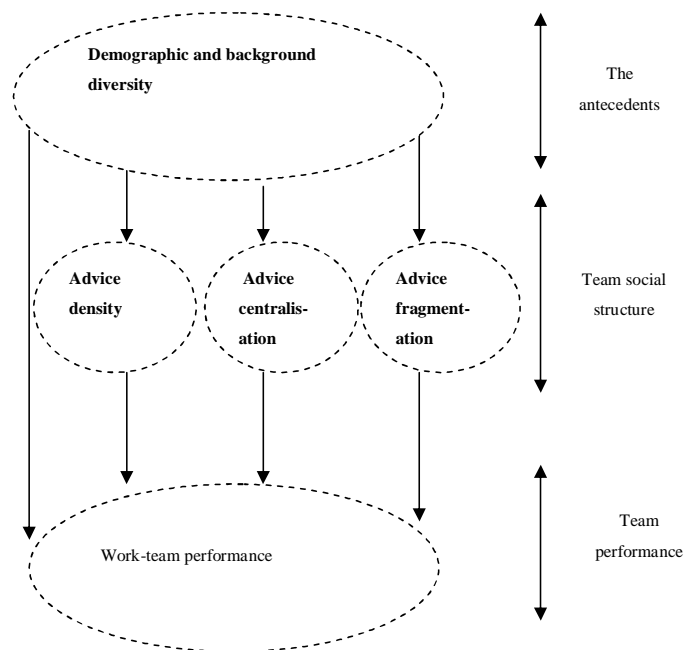 Demographic and background
diversity
The
antecedents
Advice
density
Advice
centralis-
ation
Advice
fragment-
ation
Team social
structure
Work-team performance
Team
performance